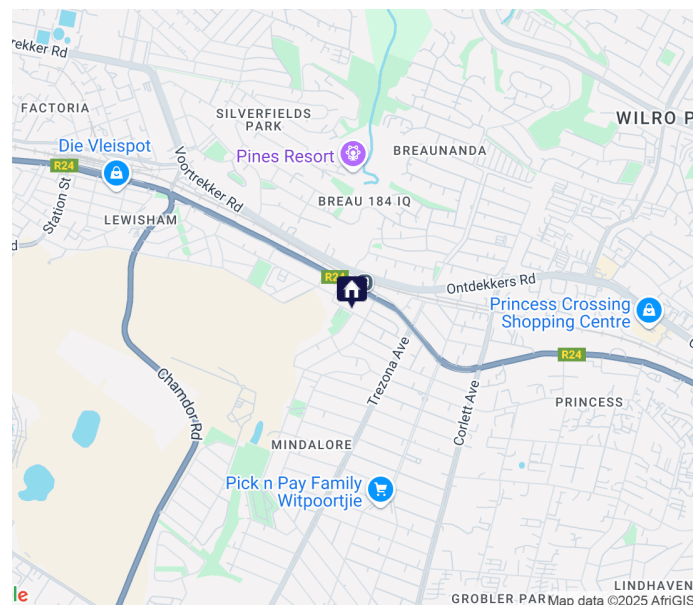 rekker Rd
FACTORIA
SILVERFIELDS
PARK
WILRO P
Die Vleispot
Pines Resort
BREAUNANDA
R24
Voortrekker Rd
Station St
BREAU 184 IQ
LEWISHAM
d
R24
Ontdekkers Rd
Princess Crossing
Shopping Centre
R24
Trezona Ave
Chamdor Rd
Corlett Ave
PRINCESS
MINDALORE
Pick n Pay Family
Witpoortjie
LINDHAVEN
GROBLER PAR
le
Map data ©2025 AfriGIS